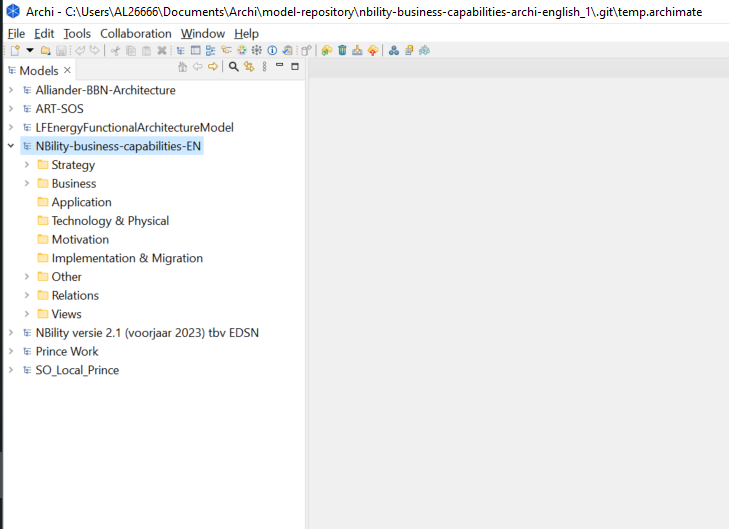 Archi - C:\Users\AL26666\Documents\Archi\model-repository\nbility-business-capabilities-archi-english_1\.git\temp.archimate
File Edit Tools Collaboration Window Help
Models
Alliander-BBN-Architecture
ART-SOS
LFEnergyFunctionalArchitectureModel
NBility-business-capabilities-EN
Strategy
Business
Application
Technology & Physical
Motivation
Implementation & Migration
Other
Relations
Views
NBility versie 2.1 (voorjaar 2023) tbv EDSN
Prince Work
SO_Local_Prince